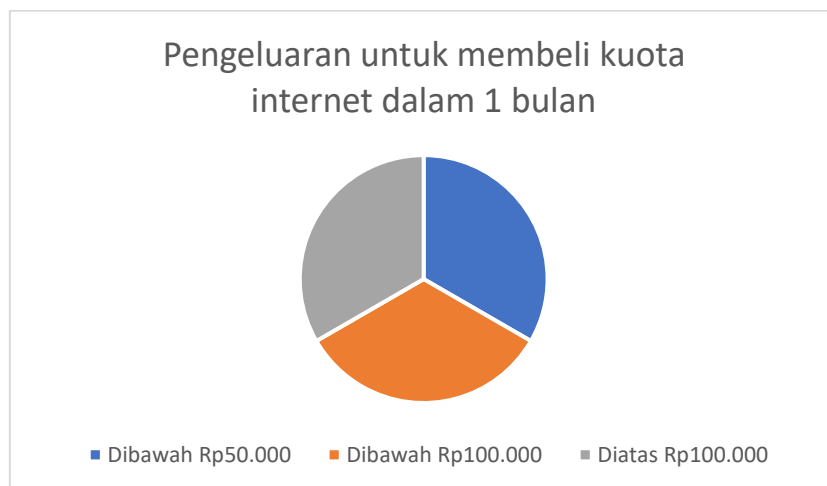 Pengeluaran untuk membeli kuota
internet dalam 1 bulan
Dibawah Rp50.000 Dibawah Rp100.000 Diatas Rp100.000